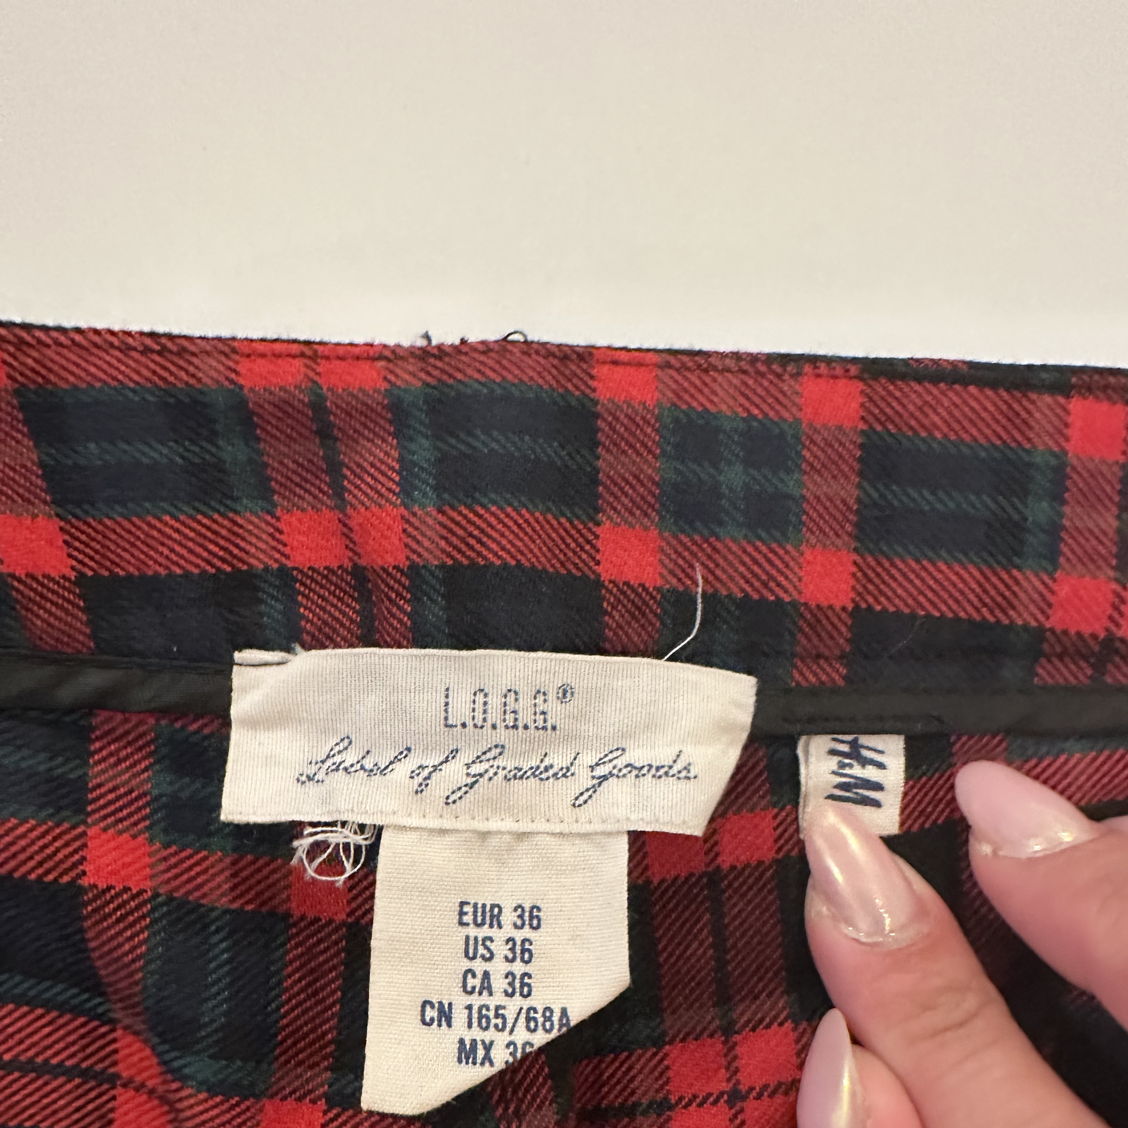 L.O.G.G.®
Label of Graded Goods
H&M
EUR 36
US 36
CA 36
CN 165/68A
MX 36